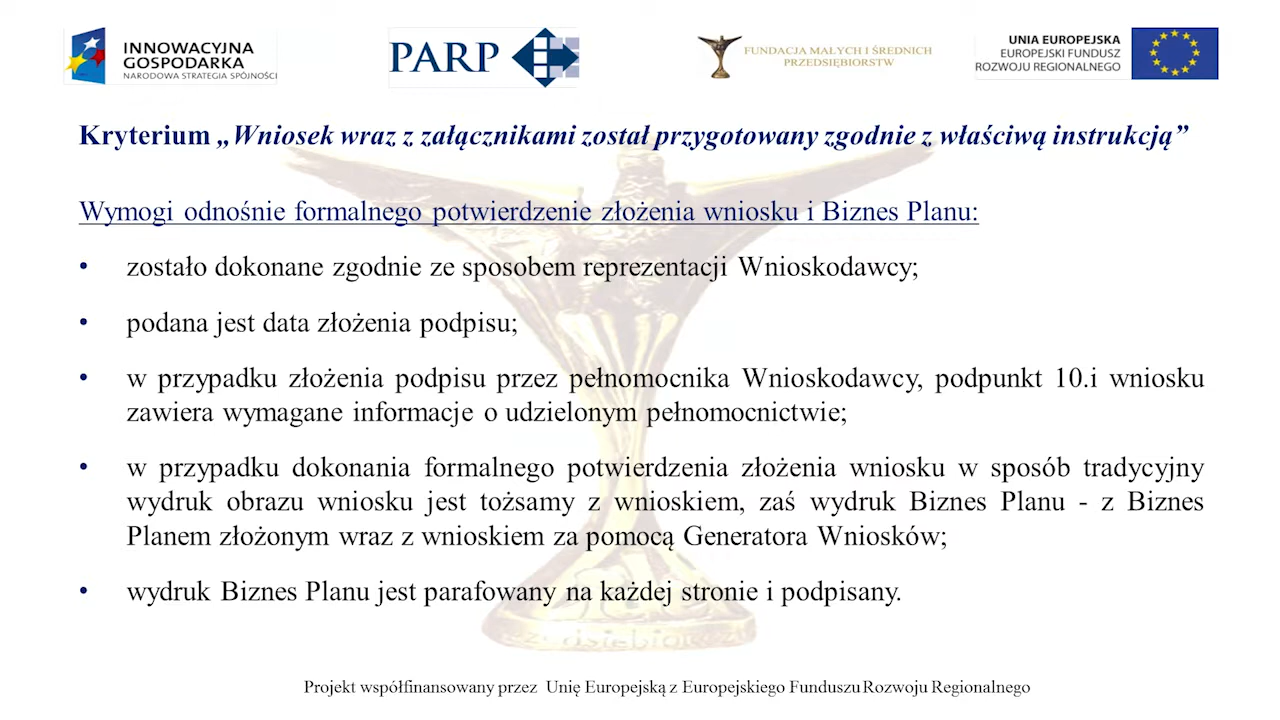 INNOWACYJNA
GOSPODARKA
NARODOWA STRATEGIA SPÓJNOŚCI
PARP
FUNDACJA MAŁYCH I ŚREDNICH
PRZEDSIĘBIORSTW
UNIA EUROPEJSKA
EUROPEJSKI FUNDUSZ
ROZWOJU REGIONALNEGO
Kryterium „Wniosek wraz z załącznikami został przygotowany zgodnie z właściwą instrukcją”
Wymogi odnośnie formalnego potwierdzenie złożenia wniosku i Biznes Planu:
• zostało dokonane zgodnie ze sposobem reprezentacji Wnioskodawcy;
• podana jest data złożenia podpisu;
• w przypadku złożenia podpisu przez pełnomocnika Wnioskodawcy, podpunkt 10.i wniosku
zawiera wymagane informacje o udzielonym pełnomocnictwie;
• w przypadku dokonania formalnego potwierdzenia złożenia wniosku w sposób tradycyjny
wydruk obrazu wniosku jest tożsamy z wnioskiem, zaś wydruk Biznes Planu - z Biznes
Planem złożonym wraz z wnioskiem za pomocą Generatora Wniosków;
• wydruk Biznes Planu jest parafowany na każdej stronie i podpisany.
Projekt współfinansowany przez Unię Europejską z Europejskiego Funduszu Rozwoju Regionalnego